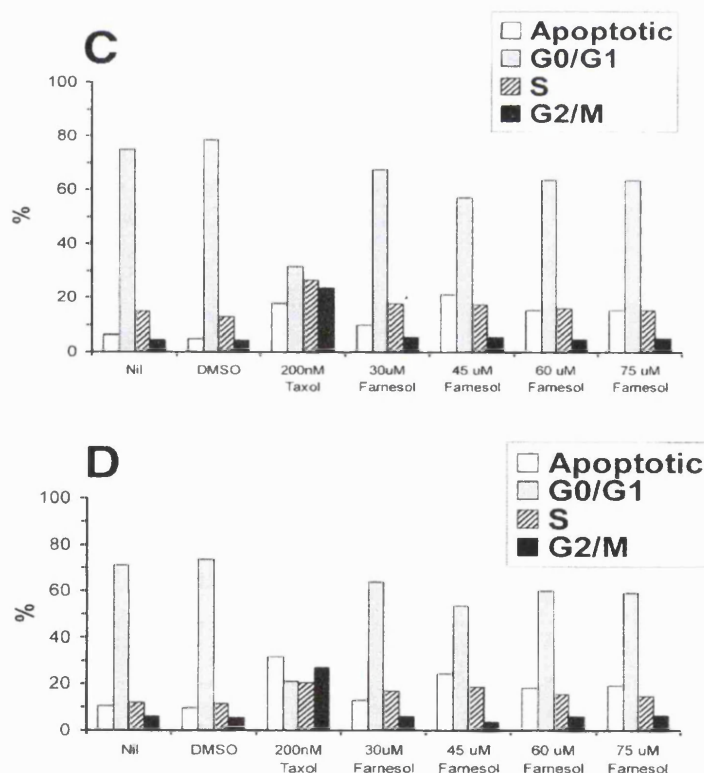 C
Apoptotic
G0/G1
S
G2/M
100
80
60
40
20
0
%
Nil
DMSO
200nM Taxol
30uM Farnesol
45 uM Farnesol
60 uM Farnesol
75 uM Farnesol
D
Apoptotic
G0/G1
S
G2/M
100
80
60
40
20
0
%
Nil
DMSO
200nM Taxol
30uM Farnesol
45 uM Farnesol
60 uM Farnesol
75 uM Farnesol